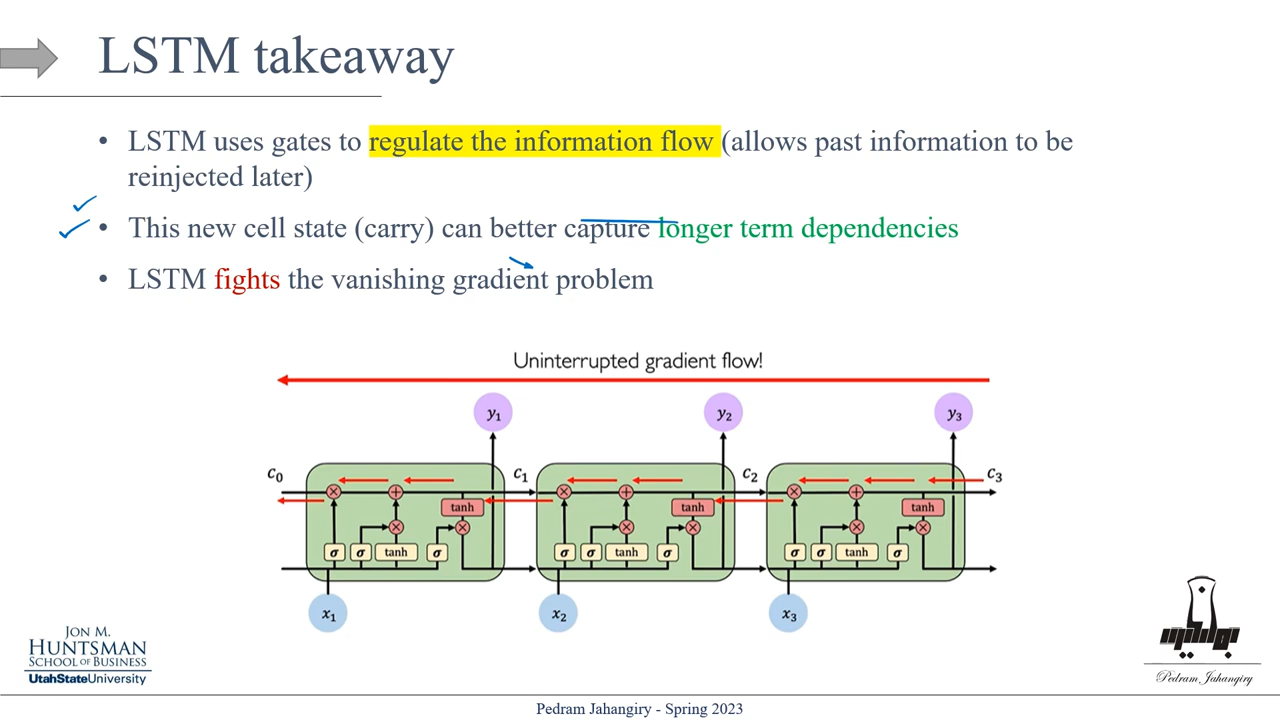 LSTM takeaway
• LSTM uses gates to regulate the information flow (allows past information to be
reinjected later)
• This new cell state (carry) can better capture longer term dependencies
• LSTM fights the vanishing gradient problem
Uninterrupted gradient flow!
y₁ y₂ y₃
c₀ c₁ c₂ c₃
tanh tanh tanh
σ σ tanh σ σ σ tanh σ σ σ tanh σ
x₁ x₂ x₃
JON M.
HUNTSMAN
SCHOOL OF BUSINESS
UtahStateUniversity
Pedram Jahangiry
Pedram Jahangiry - Spring 2023